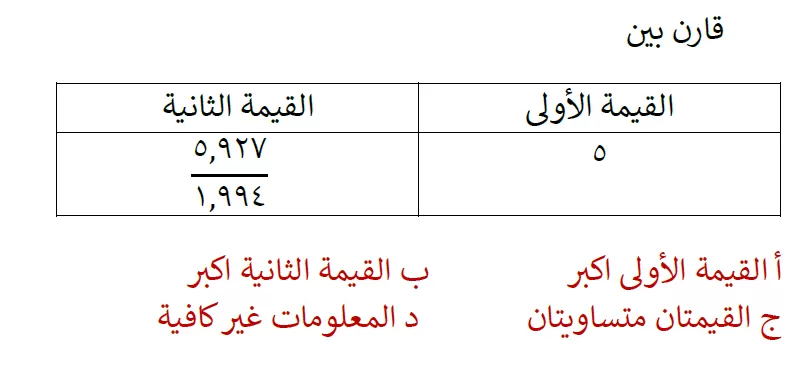 قارن بين
القيمة الأولى القيمة الثانية
٥
٥,٩٢٧
١,٩٩٤
أ القيمة الأولى اكبر ب القيمة الثانية اكبر
ج القيمتان متساويتان د المعلومات غير كافية